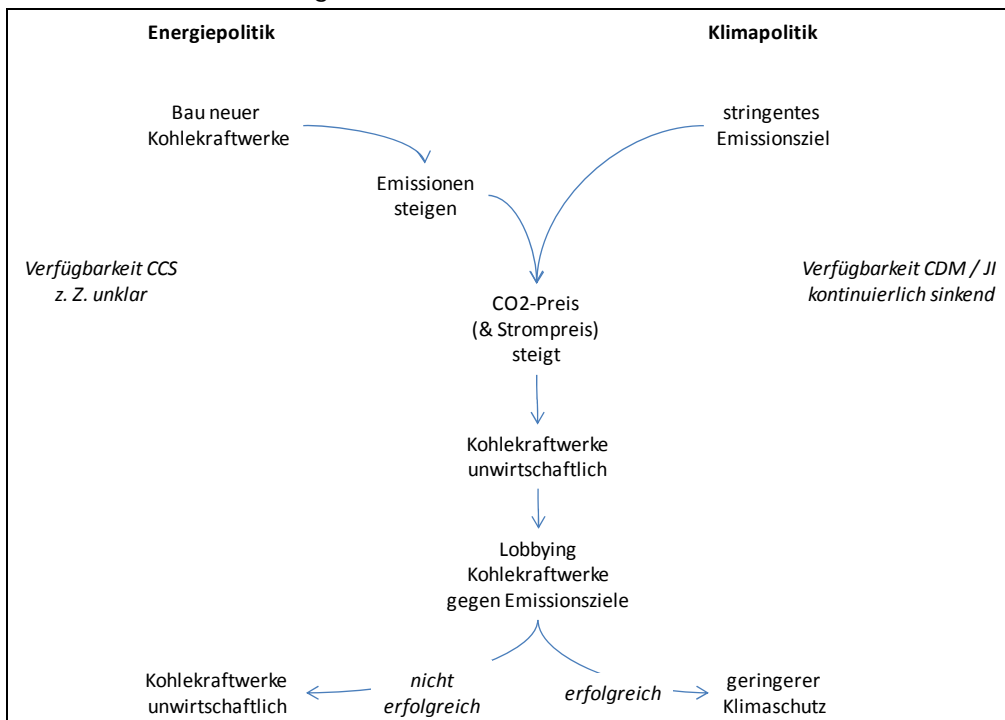 Energiepolitik
Klimapolitik
Bau neuer
Kohlekraftwerke
stringentes
Emissionsziel
Emissionen
steigen
Verfügbarkeit CCS
z. Z. unklar
Verfügbarkeit CDM / JI
kontinuierlich sinkend
CO2-Preis
(& Strompreis)
steigt
Kohlekraftwerke
unwirtschaftlich
Lobbying
Kohlekraftwerke
gegen Emissionsziele
Kohlekraftwerke
unwirtschaftlich
nicht
erfolgreich
erfolgreich
geringerer
Klimaschutz